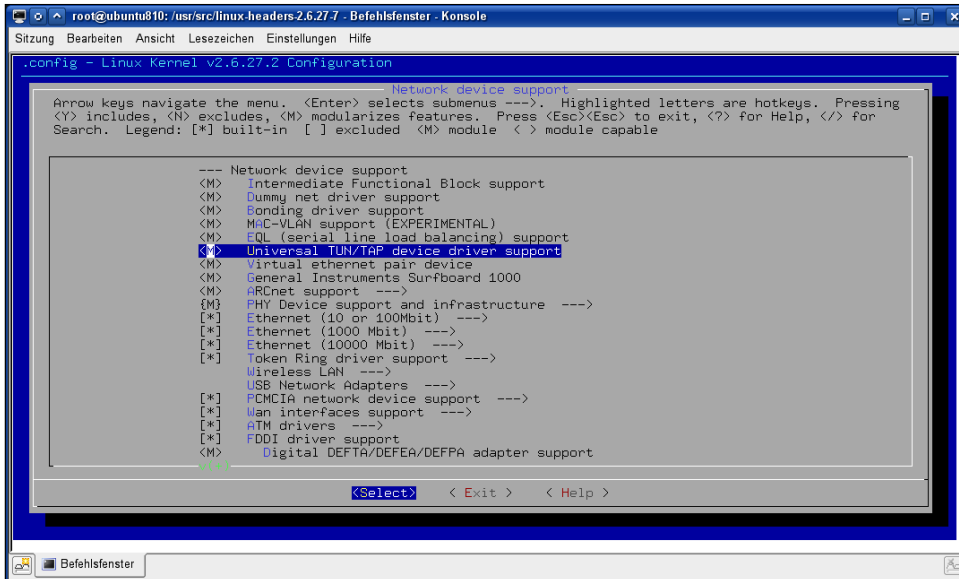 root@ubuntu810: /usr/src/linux-headers-2.6.27-7 - Befehlsfenster - Konsole
Sitzung Bearbeiten Ansicht Lesezeichen Einstellungen Hilfe
.config - Linux Kernel v2.6.27.2 Configuration
Network device support
Arrow keys navigate the menu. <Enter> selects submenus --->. Highlighted letters are hotkeys. Pressing
<Y> includes, <N> excludes, <M> modularizes features. Press <Esc><Esc> to exit, <?> for Help, </> for
Search. Legend: [*] built-in [ ] excluded <M> module < > module capable
--- Network device support
<M> Intermediate Functional Block support
<M> Dummy net driver support
<M> Bonding driver support
<M> MAC-VLAN support (EXPERIMENTAL)
<M> EQL (serial line load balancing) support
<M> Universal TUN/TAP device driver support
<M> Virtual ethernet pair device
<M> General Instruments Surfboard 1000
<M> ARCnet support --->
{M} PHY Device support and infrastructure --->
[*] Ethernet (10 or 100Mbit) --->
[*] Ethernet (1000 Mbit) --->
[*] Ethernet (10000 Mbit) --->
[*] Token Ring driver support --->
Wireless LAN --->
USB Network Adapters --->
[*] PCMCIA network device support --->
[*] Wan interfaces support --->
[*] ATM drivers --->
[*] FDDI driver support
<M> Digital DEFTA/DEFEA/DEFPA adapter support
<Select> < Exit > < Help >
Befehlsfenster